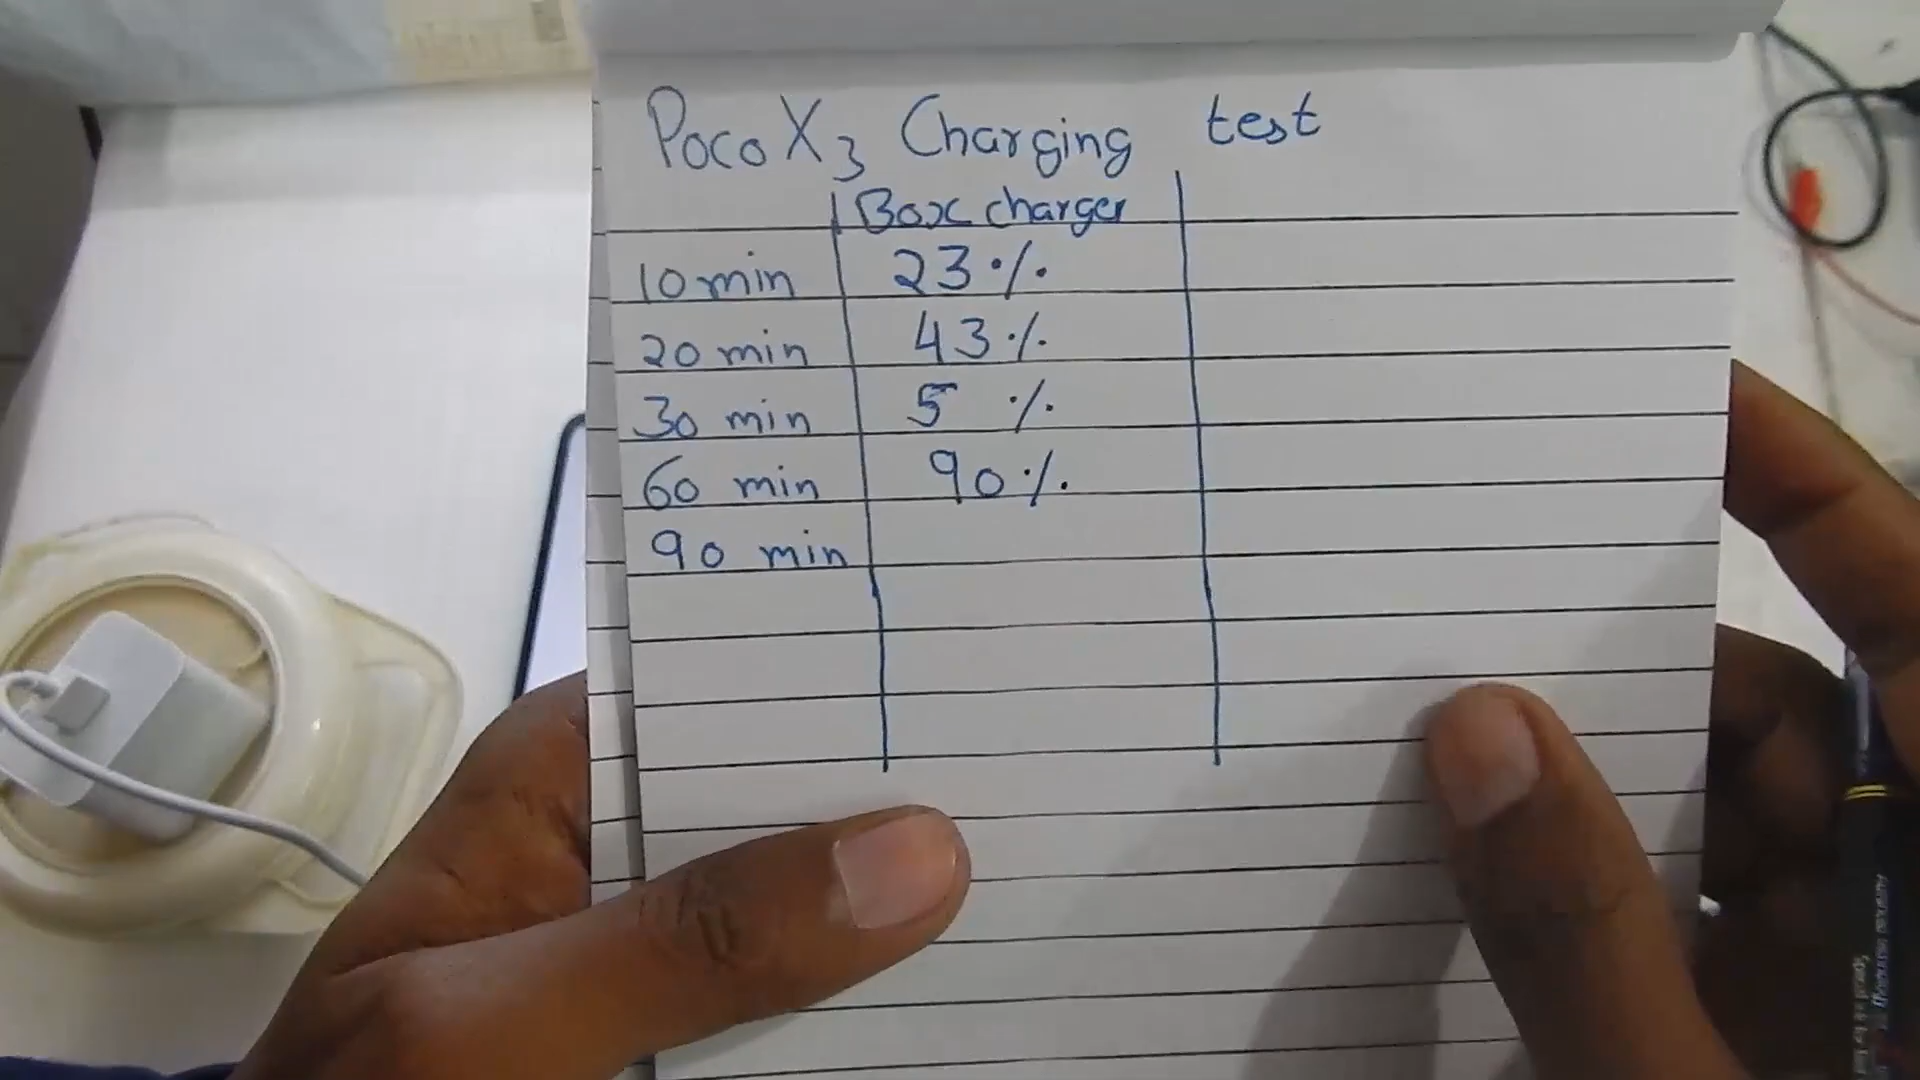 Poco X3 Charging test
Box charger
10 min 23%
20 min 43%
30 min 5 %
60 min 90%
90 min